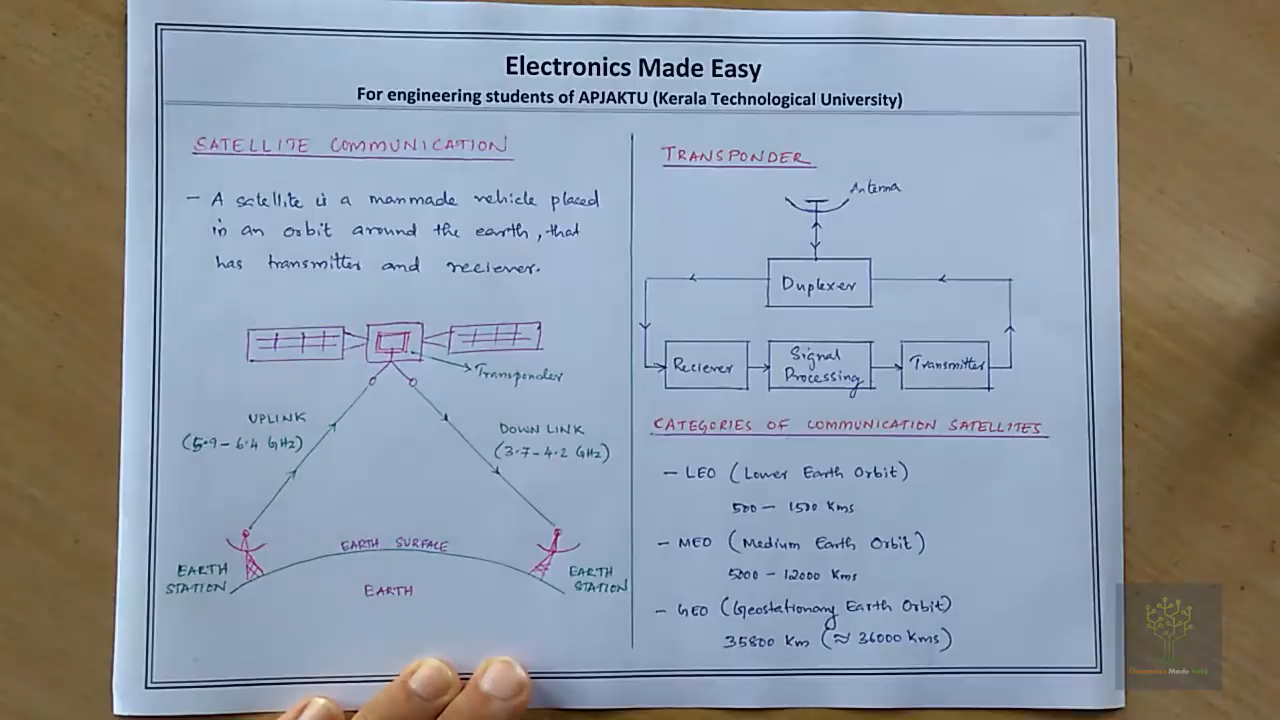 Electronics Made Easy
For engineering students of APJAKTU (Kerala Technological University)
SATELLITE COMMUNICATION
- A satellite is a manmade vehicle placed
in an orbit around the earth, that
has transmitter and reciever.
Transponder
UPLINK
(5.9-6.4 GHz)
DOWN LINK
(3.7-4.2 GHz)
EARTH SURFACE
EARTH
STATION
EARTH
EARTH
STATION
TRANSPONDER
Antenna
Duplexer
Reciever
Signal
Processing
Transmitter
CATEGORIES OF COMMUNICATION SATELLITES
- LEO (Lower Earth Orbit)
500 - 1500 Kms
- MEO (Medium Earth Orbit)
5000 - 12000 Kms
- GEO (Geostationary Earth Orbit)
35800 Km (≈ 36000 Kms)
Electronics Made Easy